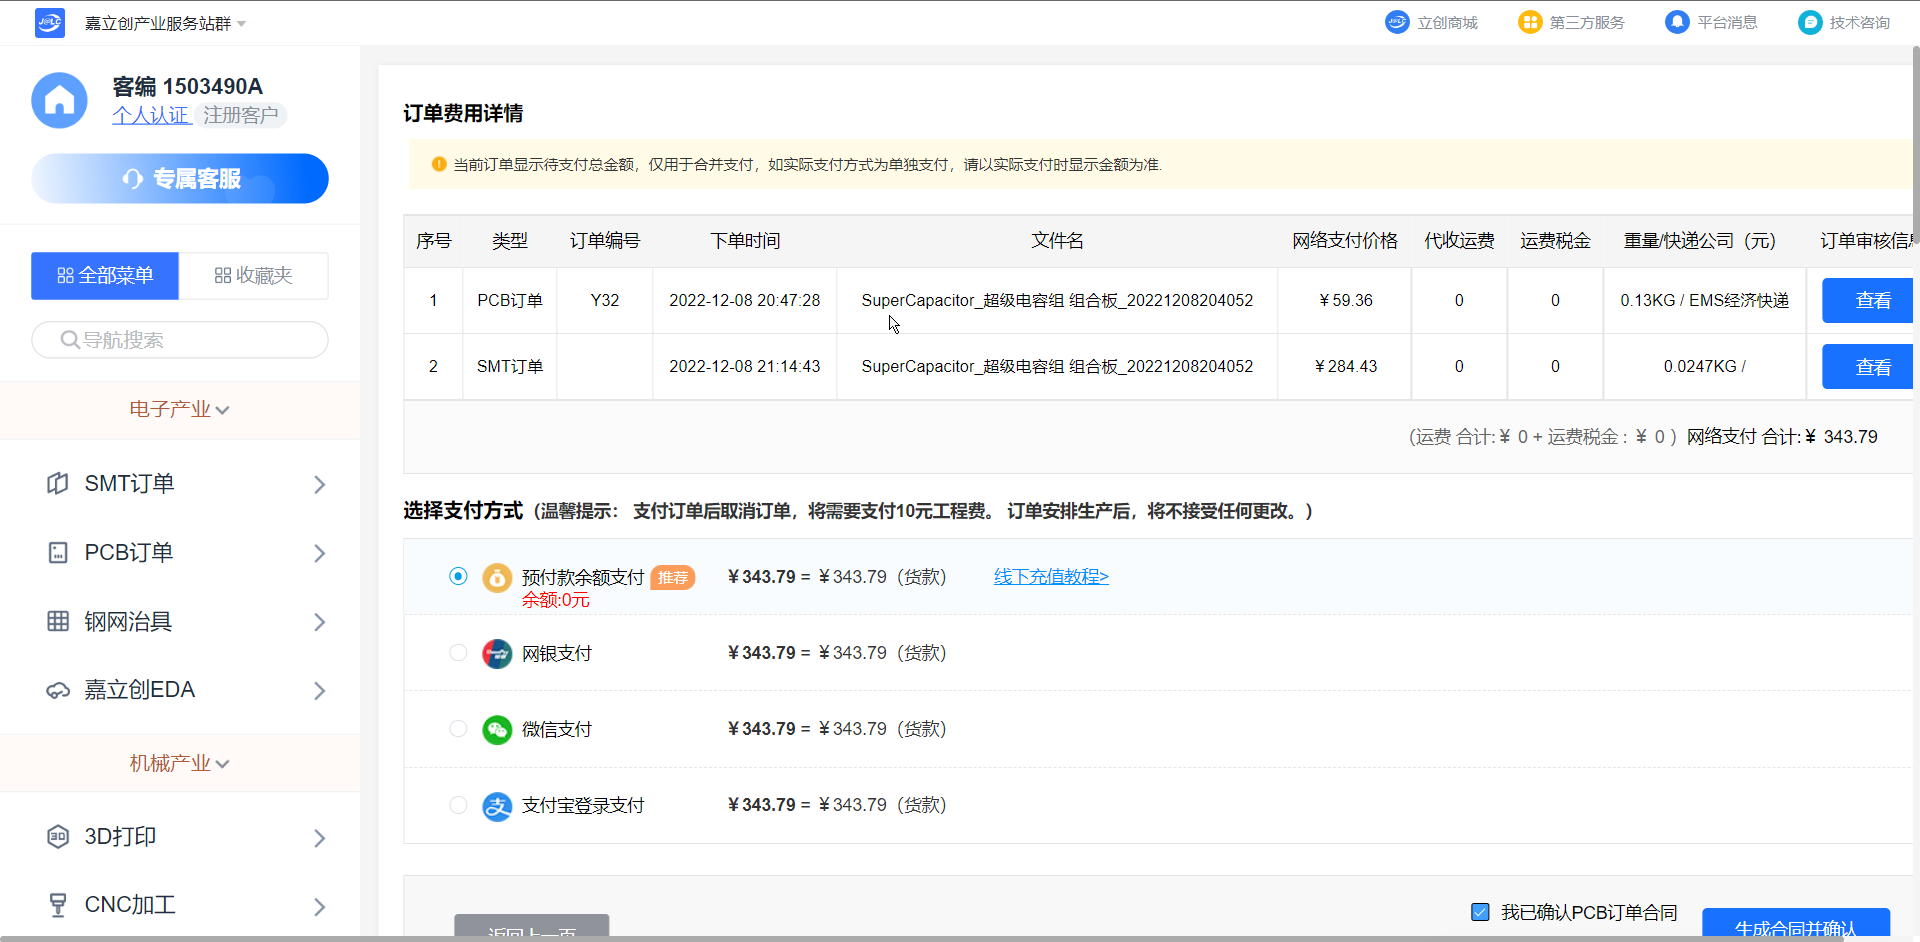 嘉立创产业服务站群
立创商城
第三方服务
平台消息
技术咨询
客编 1503490A
个人认证 注册客户
专属客服
全部菜单
收藏夹
导航搜索
电子产业
SMT订单
PCB订单
钢网治具
嘉立创EDA
机械产业
3D打印
CNC加工
订单费用详情
当前订单显示待支付总金额，仅用于合并支付，如实际支付方式为单独支付，请以实际支付时显示金额为准.
序号 类型 订单编号 下单时间 文件名 网络支付价格 代收运费 运费税金 重量/快递公司（元） 订单审核信息
1 PCB订单 Y32 2022-12-08 20:47:28 SuperCapacitor_超级电容组 组合板_20221208204052 ￥59.36 0 0 0.13KG / EMS经济快递 查看
2 SMT订单 2022-12-08 21:14:43 SuperCapacitor_超级电容组 组合板_20221208204052 ￥284.43 0 0 0.0247KG / 查看
（运费 合计:￥ 0 + 运费税金 : ￥ 0 ）网络支付 合计:￥ 343.79
选择支付方式（温馨提示： 支付订单后取消订单，将需要支付10元工程费。 订单安排生产后，将不接受任何更改。）
预付款余额支付 推荐 ￥343.79 = ￥343.79（货款） 线下充值教程>
余额:0元
网银支付 ￥343.79 = ￥343.79（货款）
微信支付 ￥343.79 = ￥343.79（货款）
支付宝登录支付 ￥343.79 = ￥343.79（货款）
我已确认PCB订单合同
返回上一页
生成合同并确认